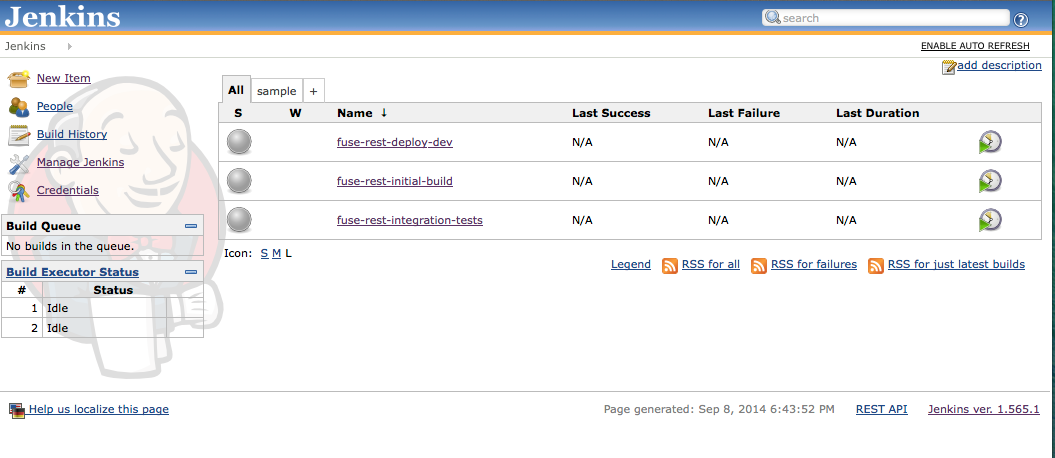 Jenkins
search
?
Jenkins
ENABLE AUTO REFRESH
add description
New Item
People
Build History
Manage Jenkins
Credentials
Build Queue
No builds in the queue.
Build Executor Status
# Status
1 Idle
2 Idle
All sample +
S W Name ↓ Last Success Last Failure Last Duration
fuse-rest-deploy-dev N/A N/A N/A
fuse-rest-initial-build N/A N/A N/A
fuse-rest-integration-tests N/A N/A N/A
Icon: S M L
Legend RSS for all RSS for failures RSS for just latest builds
Help us localize this page
Page generated: Sep 8, 2014 6:43:52 PM REST API Jenkins ver. 1.565.1